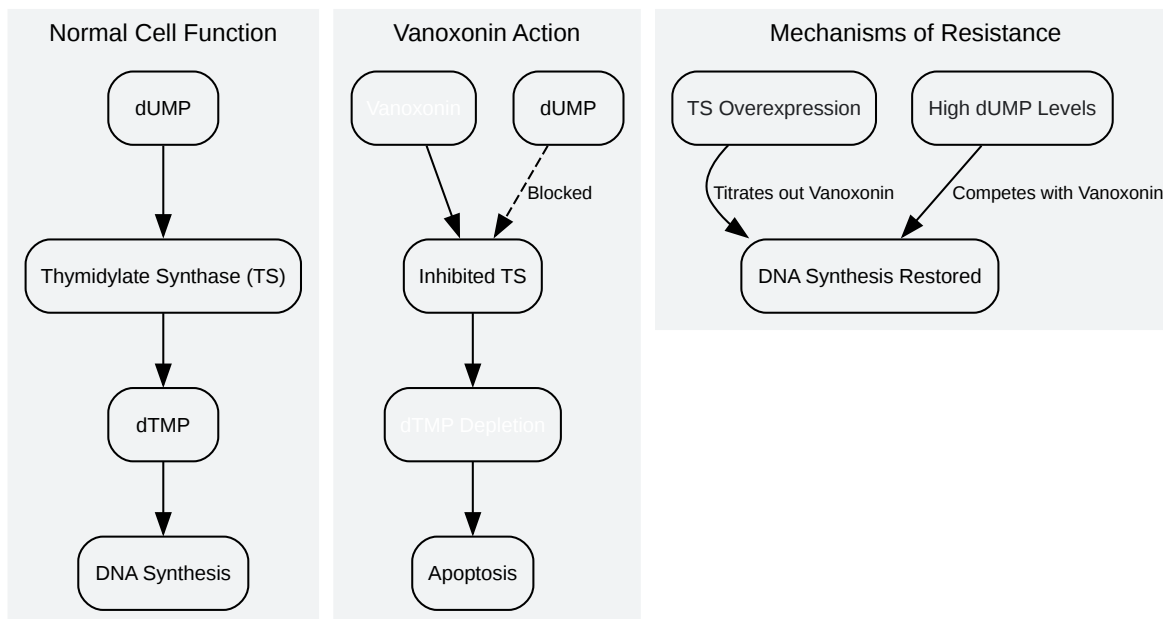 Normal Cell Function
dUMP
Thymidylate Synthase (TS)
dTMP
DNA Synthesis
Vanoxonin Action
Vanoxonin
dUMP
Blocked
Inhibited TS
dTMP Depletion
Apoptosis
Mechanisms of Resistance
TS Overexpression
High dUMP Levels
Titrates out Vanoxonin
Competes with Vanoxonin
DNA Synthesis Restored